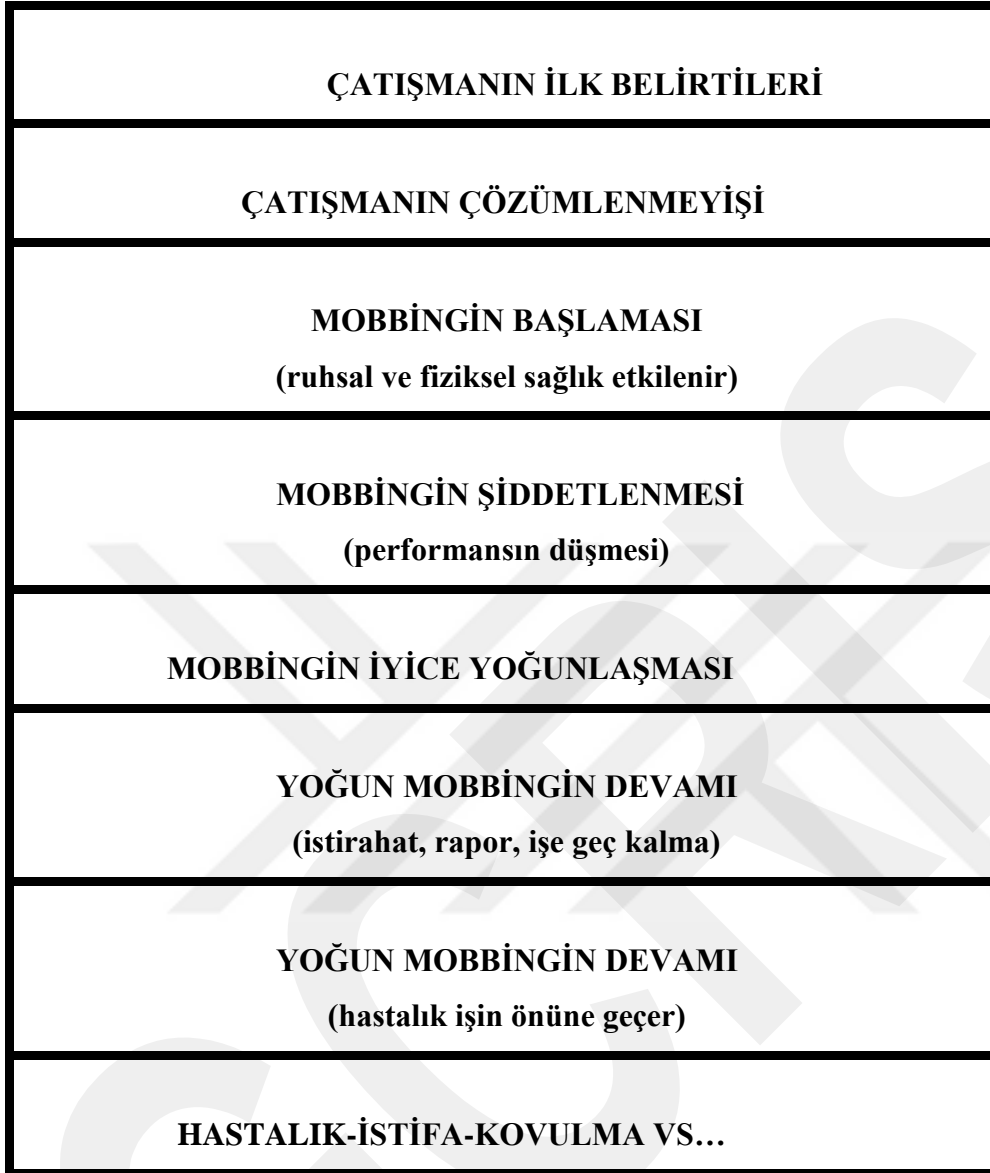 ÇATIŞMANIN İLK BELİRTİLERİ
ÇATIŞMANIN ÇÖZÜMLENMEYİŞİ
MOBBİNGİN BAŞLAMASI
(ruhsal ve fiziksel sağlık etkilenir)
MOBBİNGİN ŞİDDETLENMESİ
(performansın düşmesi)
MOBBİNGİN İYİCE YOĞUNLAŞMASI
YOĞUN MOBBİNGİN DEVAMI
(istirahat, rapor, işe geç kalma)
YOĞUN MOBBİNGİN DEVAMI
(hastalık işin önüne geçer)
HASTALIK-İSTİFA-KOVULMA VS…